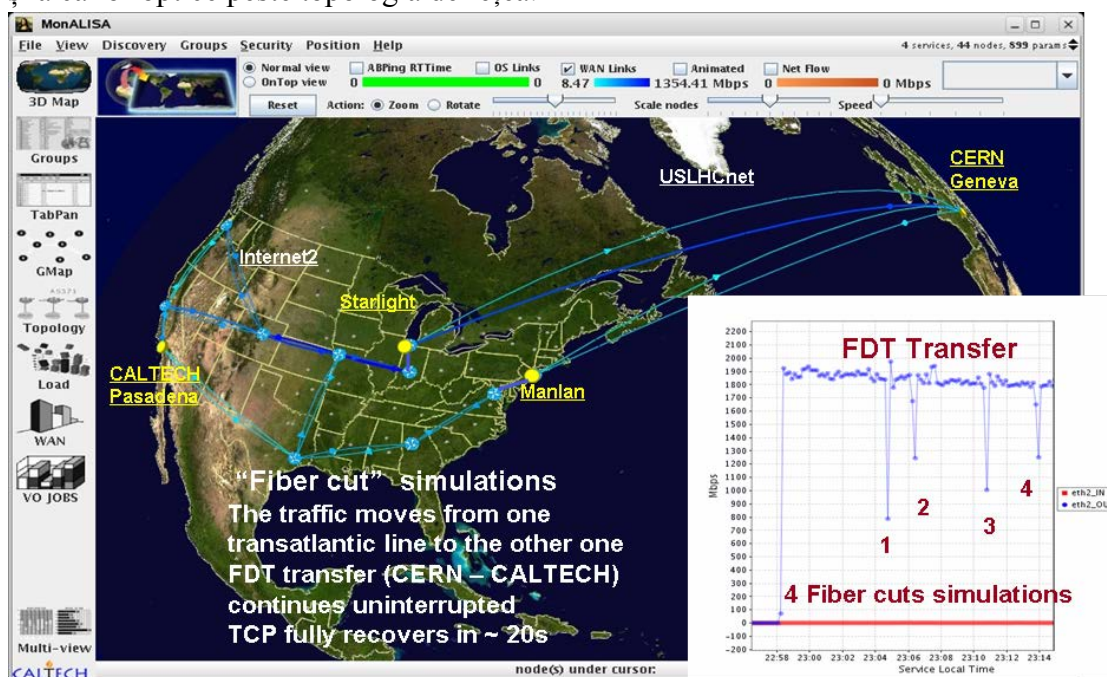 MonALISA
File View Discovery Groups Security Position Help
4 services, 44 nodes, 899 params
Normal view ABPing RTTime OS Links WAN Links Animated Net Flow
OnTop view 0 0 8.47 1354.41 Mbps 0 0 Mbps
Reset Action: Zoom Rotate Scale nodes Speed
3D Map
Groups
TabPan
GMap
Topology
Load
WAN
VO JOBS
Multi-view
CALTECH
USLHCnet
CERN
Geneva
Internet2
Starlight
CALTECH
Pasadena
Manlan
"Fiber cut" simulations
The traffic moves from one
transatlantic line to the other one
FDT transfer (CERN – CALTECH)
continues uninterrupted
TCP fully recovers in ~ 20s
node(s) under cursor:
FDT Transfer
2200
2100
2000
1900
1800
1700
1600
1500
1400
1300
1200
1100
1000
900
800
700
600
500
400
300
200
100
0
-100
-200
Mbps
1
2
3
4
4 Fiber cuts simulations
eth2_IN
eth2_OU
22:58 23:00 23:02 23:04 23:06 23:08 23:10 23:12 23:14
Service Local Time